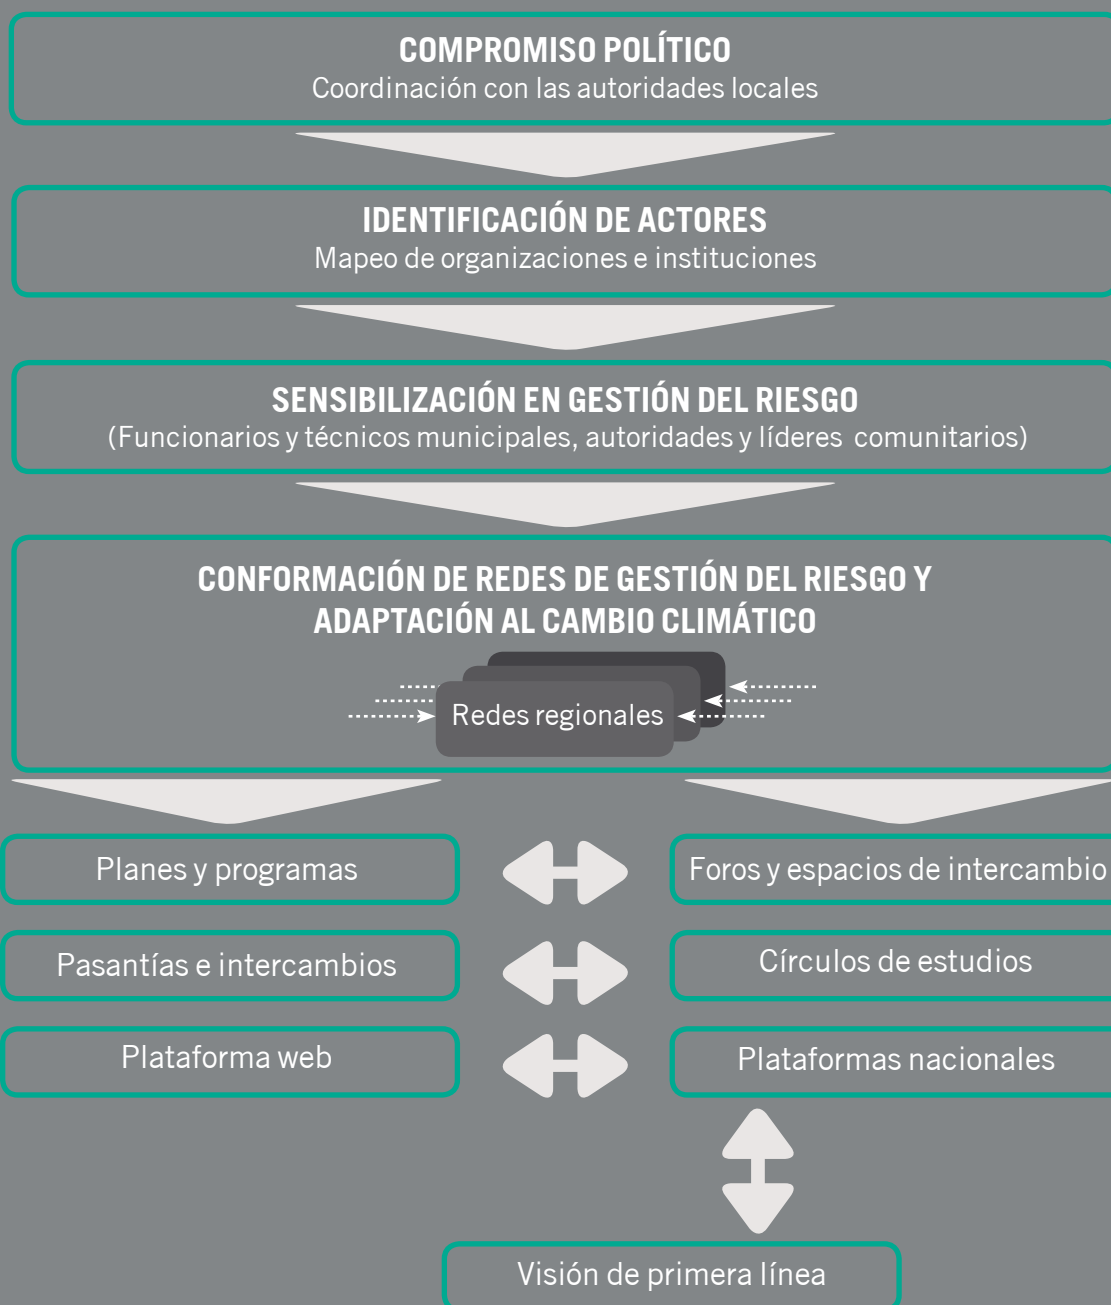 COMPROMISO POLÍTICO
Coordinación con las autoridades locales
IDENTIFICACIÓN DE ACTORES
Mapeo de organizaciones e instituciones
SENSIBILIZACIÓN EN GESTIÓN DEL RIESGO
(Funcionarios y técnicos municipales, autoridades y líderes comunitarios)
CONFORMACIÓN DE REDES DE GESTIÓN DEL RIESGO Y
ADAPTACIÓN AL CAMBIO CLIMÁTICO
Redes regionales
Planes y programas
Foros y espacios de intercambio
Pasantías e intercambios
Círculos de estudios
Plataforma web
Plataformas nacionales
Visión de primera línea